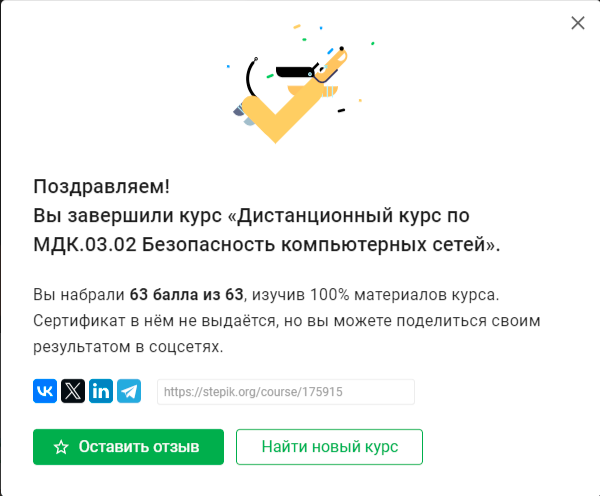 Поздравляем!
Вы завершили курс «Дистанционный курс по
МДК.03.02 Безопасность компьютерных сетей».
Вы набрали 63 балла из 63, изучив 100% материалов курса.
Сертификат в нём не выдаётся, но вы можете поделиться своим
результатом в соцсетях.
https://stepik.org/course/175915
Оставить отзыв
Найти новый курс